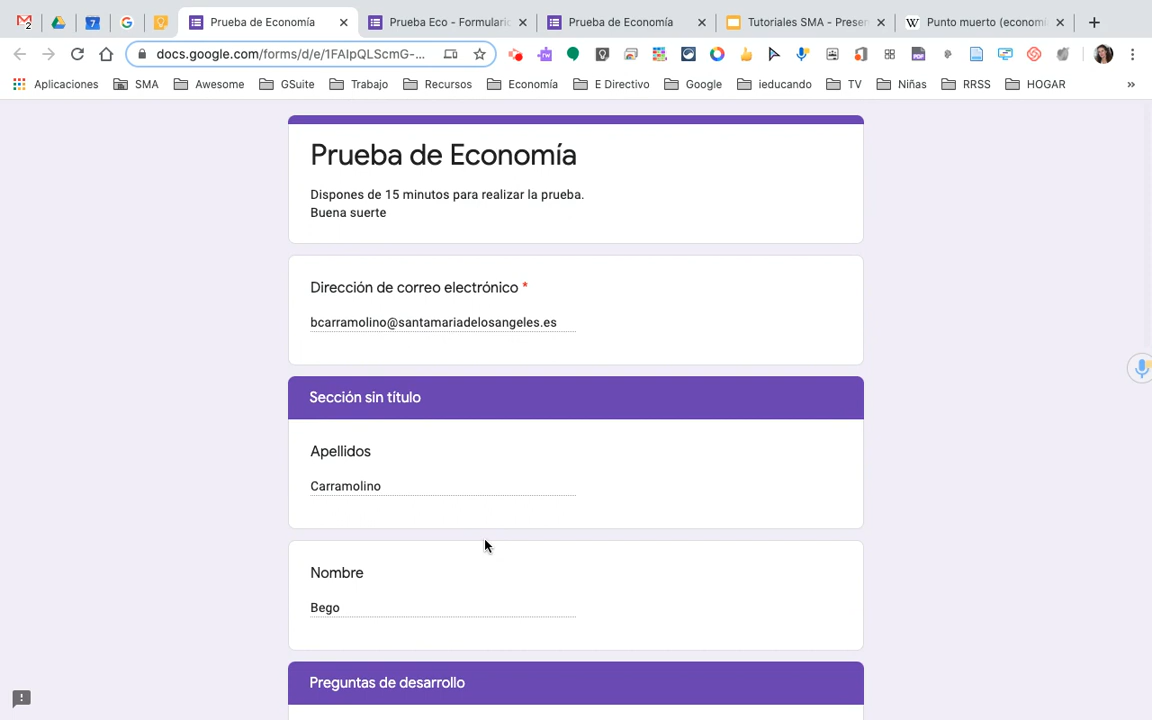 Prueba de Economía
Prueba Eco - Formulario
Prueba de Economía
Tutoriales SMA - Presen
Punto muerto (economi
docs.google.com/forms/d/e/1FAIpQLScmG-...
Aplicaciones
SMA
Awesome
GSuite
Trabajo
Recursos
Economía
E Directivo
Google
ieducando
TV
Niñas
RRSS
HOGAR
»
Prueba de Economía
Dispones de 15 minutos para realizar la prueba.
Buena suerte
Dirección de correo electrónico *
bcarramolino@santamariadelosangeles.es
Sección sin título
Apellidos
Carramolino
Nombre
Bego
Preguntas de desarrollo